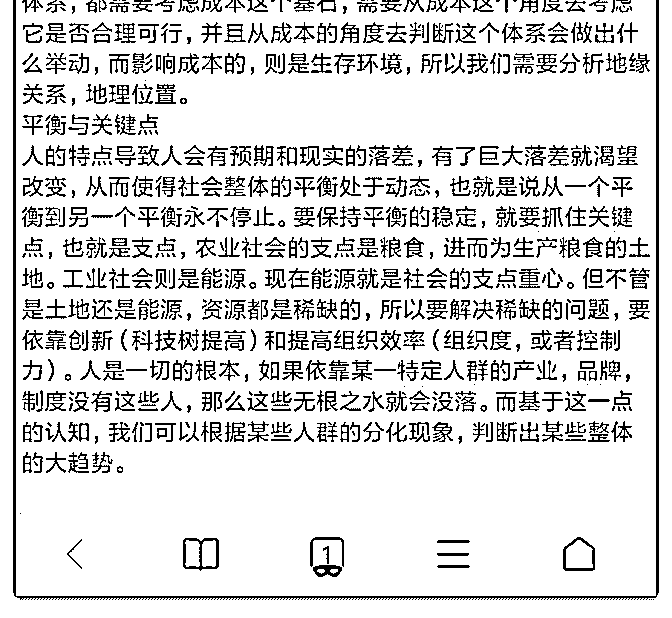 体系，都需要考虑成本这个基石，需要从成本这个角度去考虑
它是否合理可行，并且从成本的角度去判断这个体系会做出什
么举动，而影响成本的，则是生存环境，所以我们需要分析地缘
关系，地理位置。
平衡与关键点
人的特点导致人会有预期和现实的落差，有了巨大落差就渴望
改变，从而使得社会整体的平衡处于动态，也就是说从一个平
衡到另一个平衡永不停止。要保持平衡的稳定，就要抓住关键
点，也就是支点，农业社会的支点是粮食，进而为生产粮食的土
地。工业社会则是能源。现在能源就是社会的支点重心。但不管
是土地还是能源，资源都是稀缺的，所以要解决稀缺的问题，要
依靠创新（科技树提高）和提高组织效率（组织度，或者控制
力）。人是一切的根本，如果依靠某一特定人群的产业，品牌，
制度没有这些人，那么这些无根之水就会没落。而基于这一点
的认知，我们可以根据某些人群的分化现象，判断出某些整体
的大趋势。
1